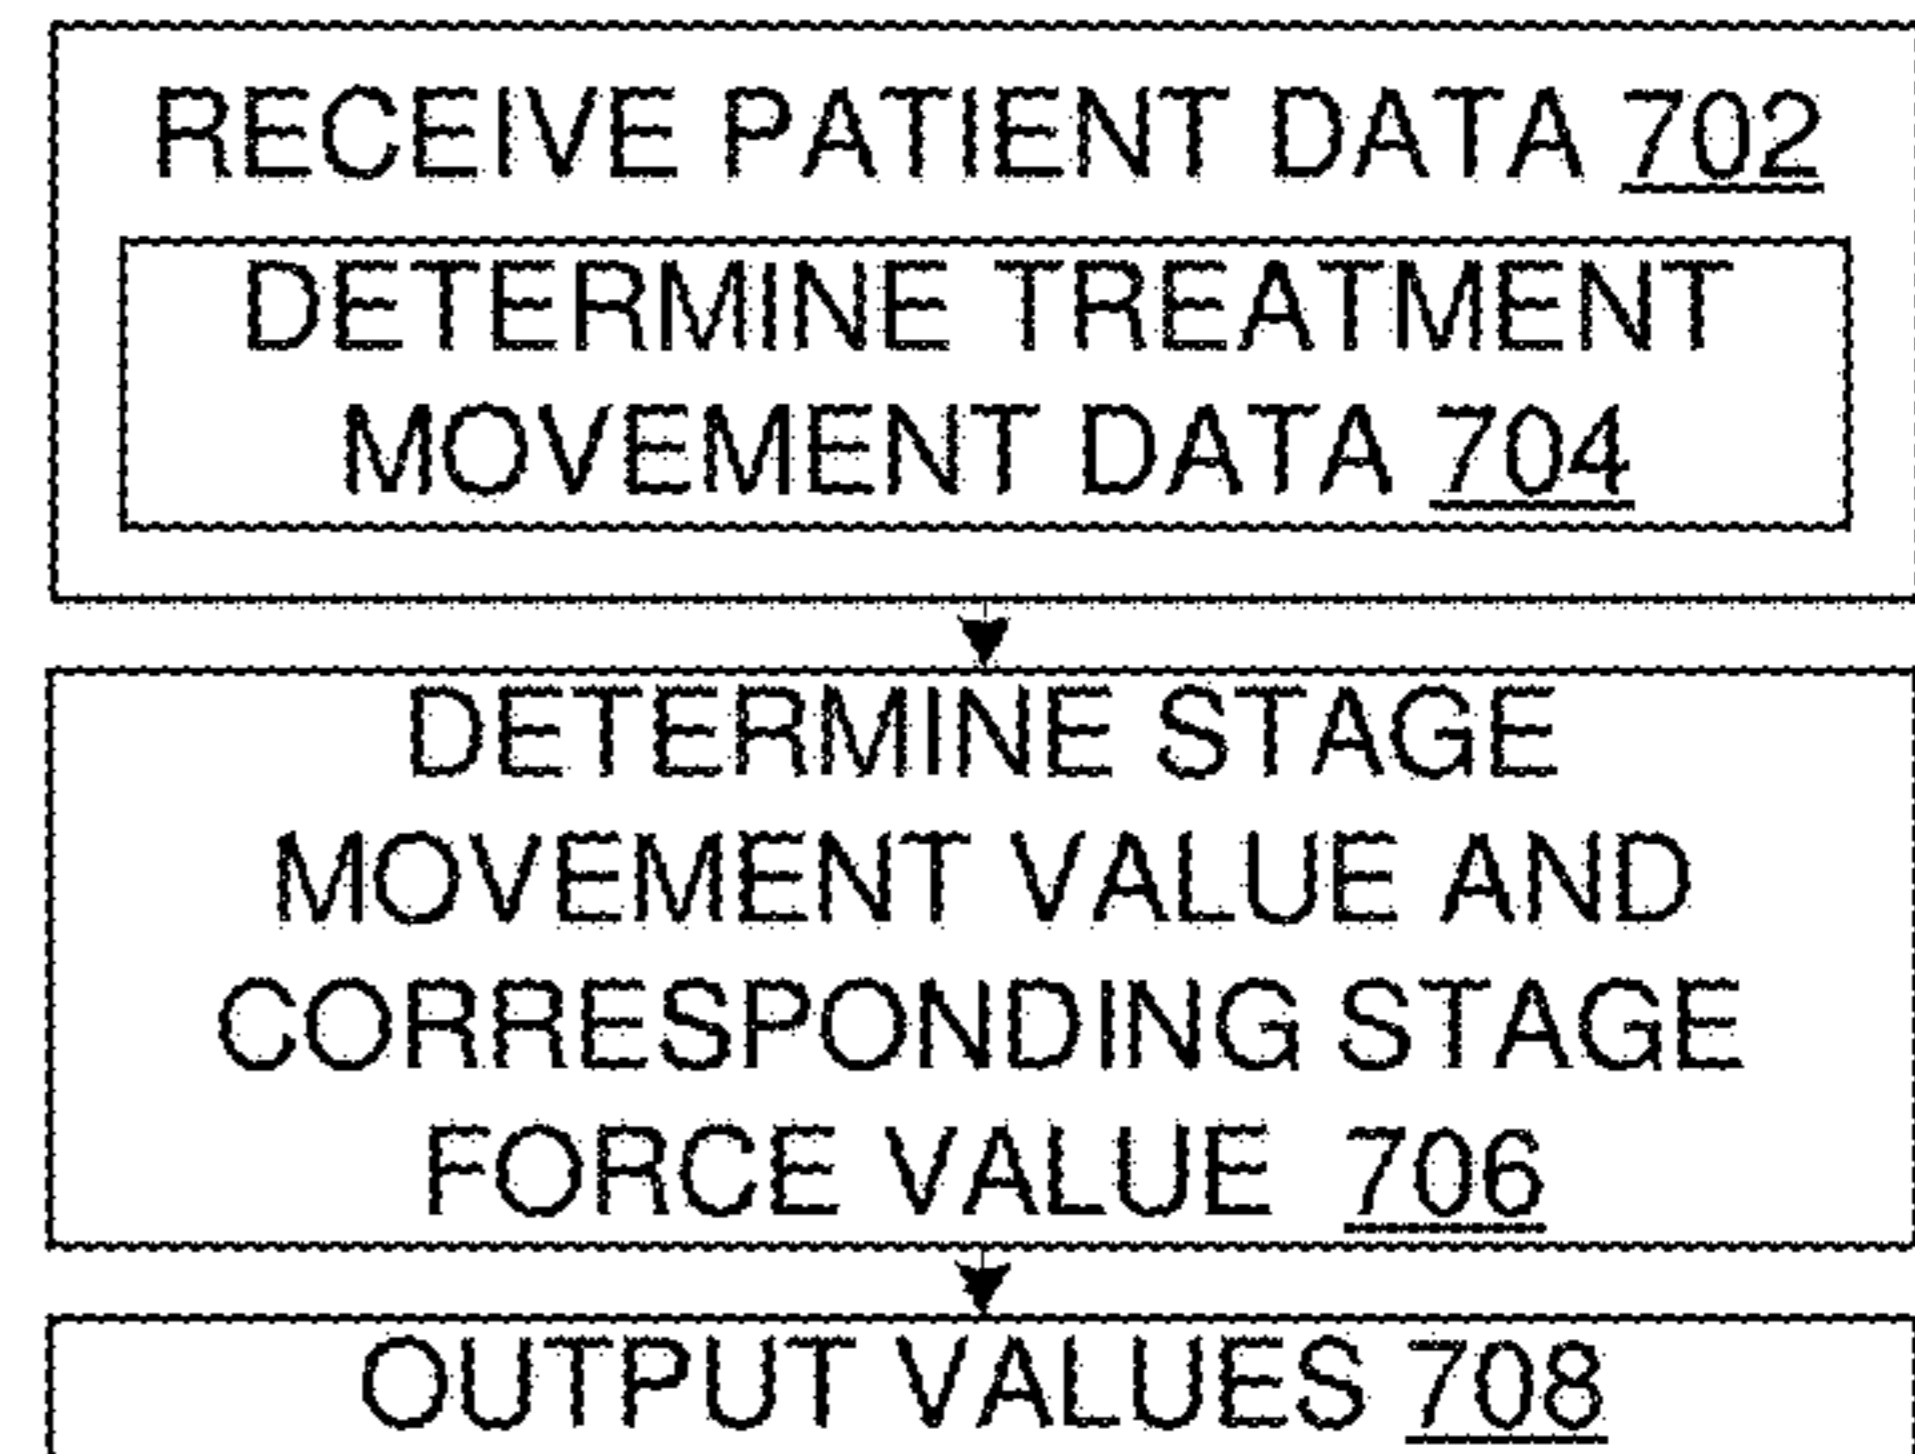 RECEIVE PATIENT DATA 702
DETERMINE TREATMENT
MOVEMENT DATA 704
DETERMINE STAGE
MOVEMENT VALUE AND
CORRESPONDING STAGE
FORCE VALUE 706
OUTPUT VALUES 708